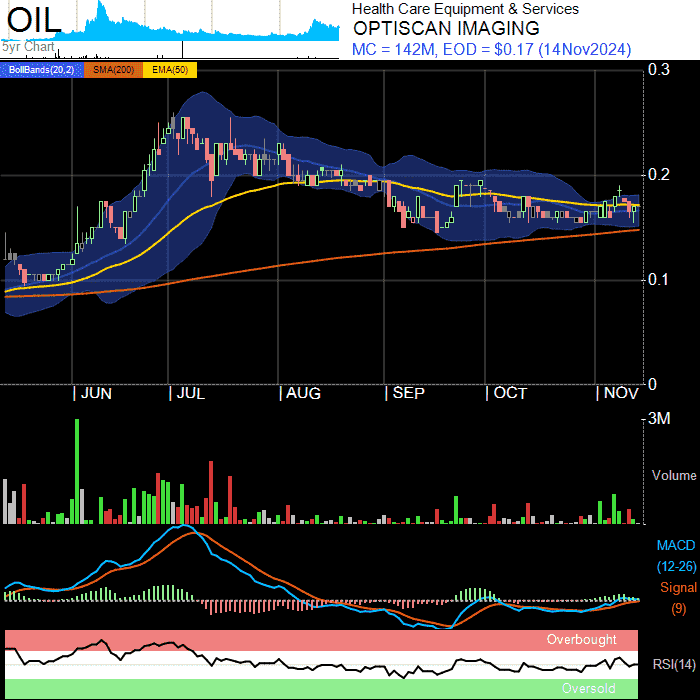 OIL
5yr Chart
Health Care Equipment & Services
OPTISCAN IMAGING
MC = 142M, EOD = $0.17 (14Nov2024)
BollBands(20,2) SMA(200) EMA(50)
0.3
0.2
0.1
0
JUN JUL AUG SEP OCT NOV
3M
Volume
MACD
(12-26)
Signal
(9)
Overbought
RSI(14)
Oversold